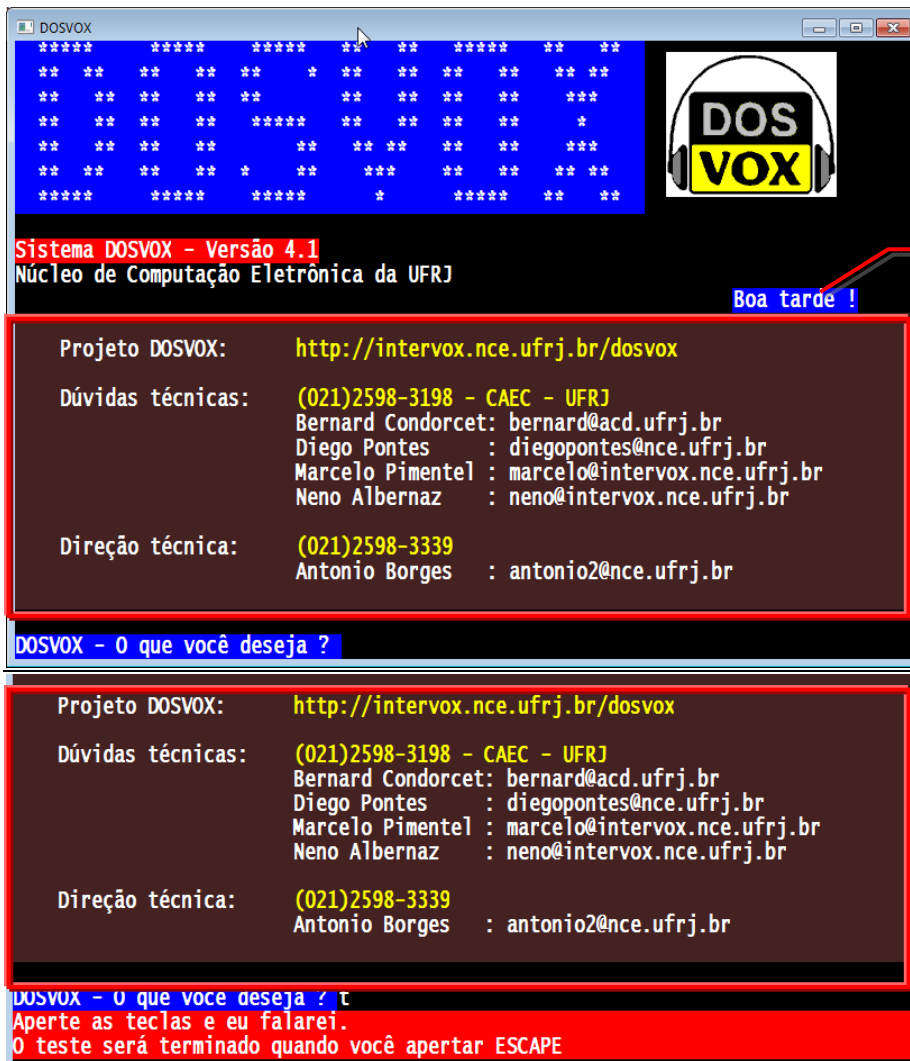 DOSVOX
DOS
VOX
Sistema DOSVOX - Versão 4.1
Núcleo de Computação Eletrônica da UFRJ
Boa tarde !
Projeto DOSVOX: http://intervox.nce.ufrj.br/dosvox
Dúvidas técnicas: (021)2598-3198 - CAEC - UFRJ
Bernard Condorcet: bernard@acd.ufrj.br
Diego Pontes : diegopontes@nce.ufrj.br
Marcelo Pimentel : marcelo@intervox.nce.ufrj.br
Neno Albernaz : neno@intervox.nce.ufrj.br
Direção técnica: (021)2598-3339
Antonio Borges : antonio2@nce.ufrj.br
DOSVOX - O que você deseja ?
Projeto DOSVOX: http://intervox.nce.ufrj.br/dosvox
Dúvidas técnicas: (021)2598-3198 - CAEC - UFRJ
Bernard Condorcet: bernard@acd.ufrj.br
Diego Pontes : diegopontes@nce.ufrj.br
Marcelo Pimentel : marcelo@intervox.nce.ufrj.br
Neno Albernaz : neno@intervox.nce.ufrj.br
Direção técnica: (021)2598-3339
Antonio Borges : antonio2@nce.ufrj.br
DOSVOX - O que você deseja ? t
Aperte as teclas e eu falarei.
O teste será terminado quando você apertar ESCAPE